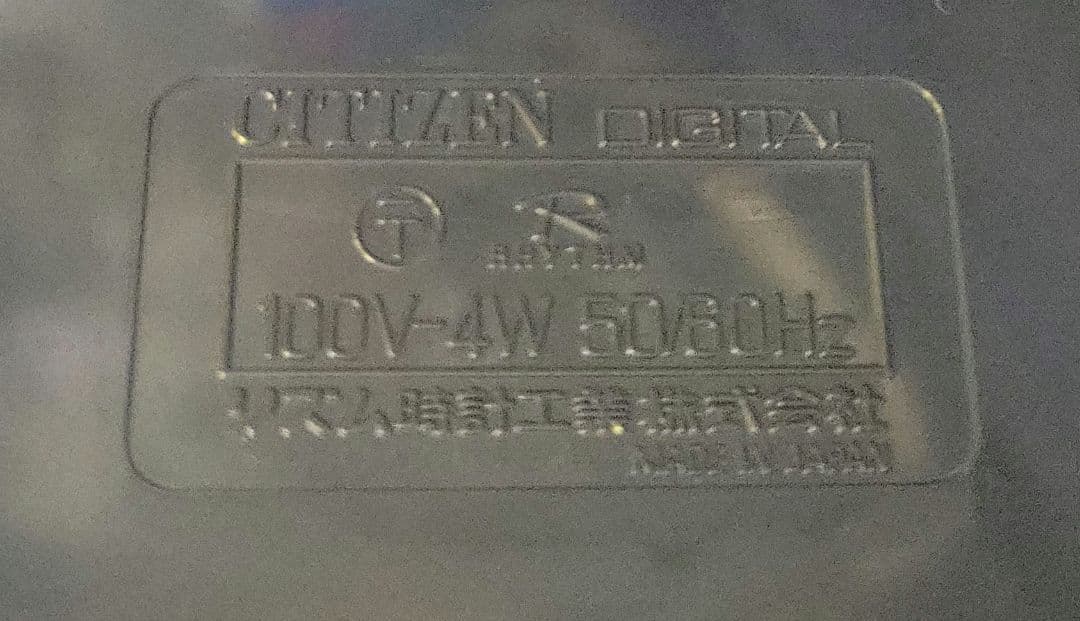 CITIZEN DIGITAL
〒 RHYTHM
100V-4W 50/60Hz
リズム時計工業株式会社
MADE IN JAPAN